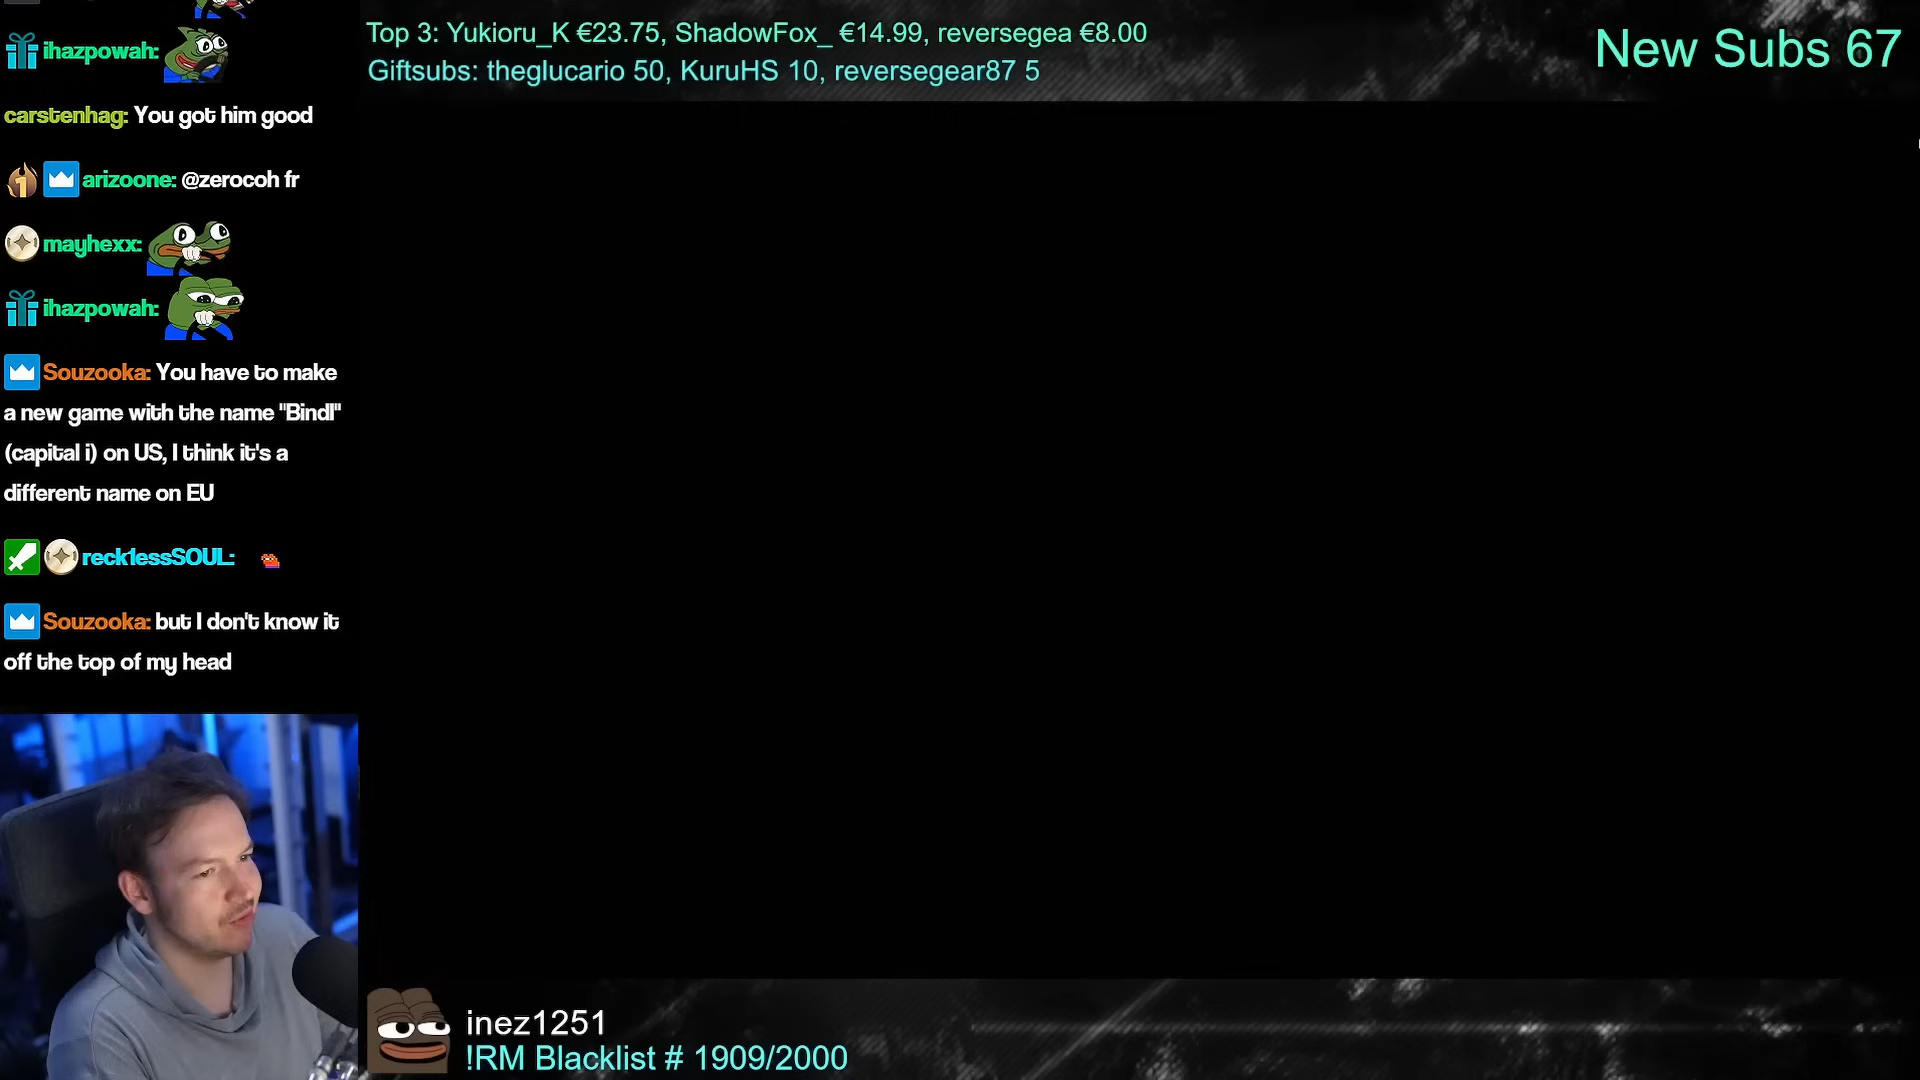 Top 3: Yukioru_K €23.75, ShadowFox_ €14.99, reversegea €8.00
Giftsubs: theglucario 50, KuruHS 10, reversegear87 5
New Subs 67
ihazpowah:
carstenhag: You got him good
1 arizoone: @zerocoh fr
mayhexx:
ihazpowah:
Souzooka: You have to make
a new game with the name "BindI"
(capital i) on US, I think it's a
different name on EU
reck1essSOUL:
Souzooka: but I don't know it
off the top of my head
inez1251
!RM Blacklist # 1909/2000